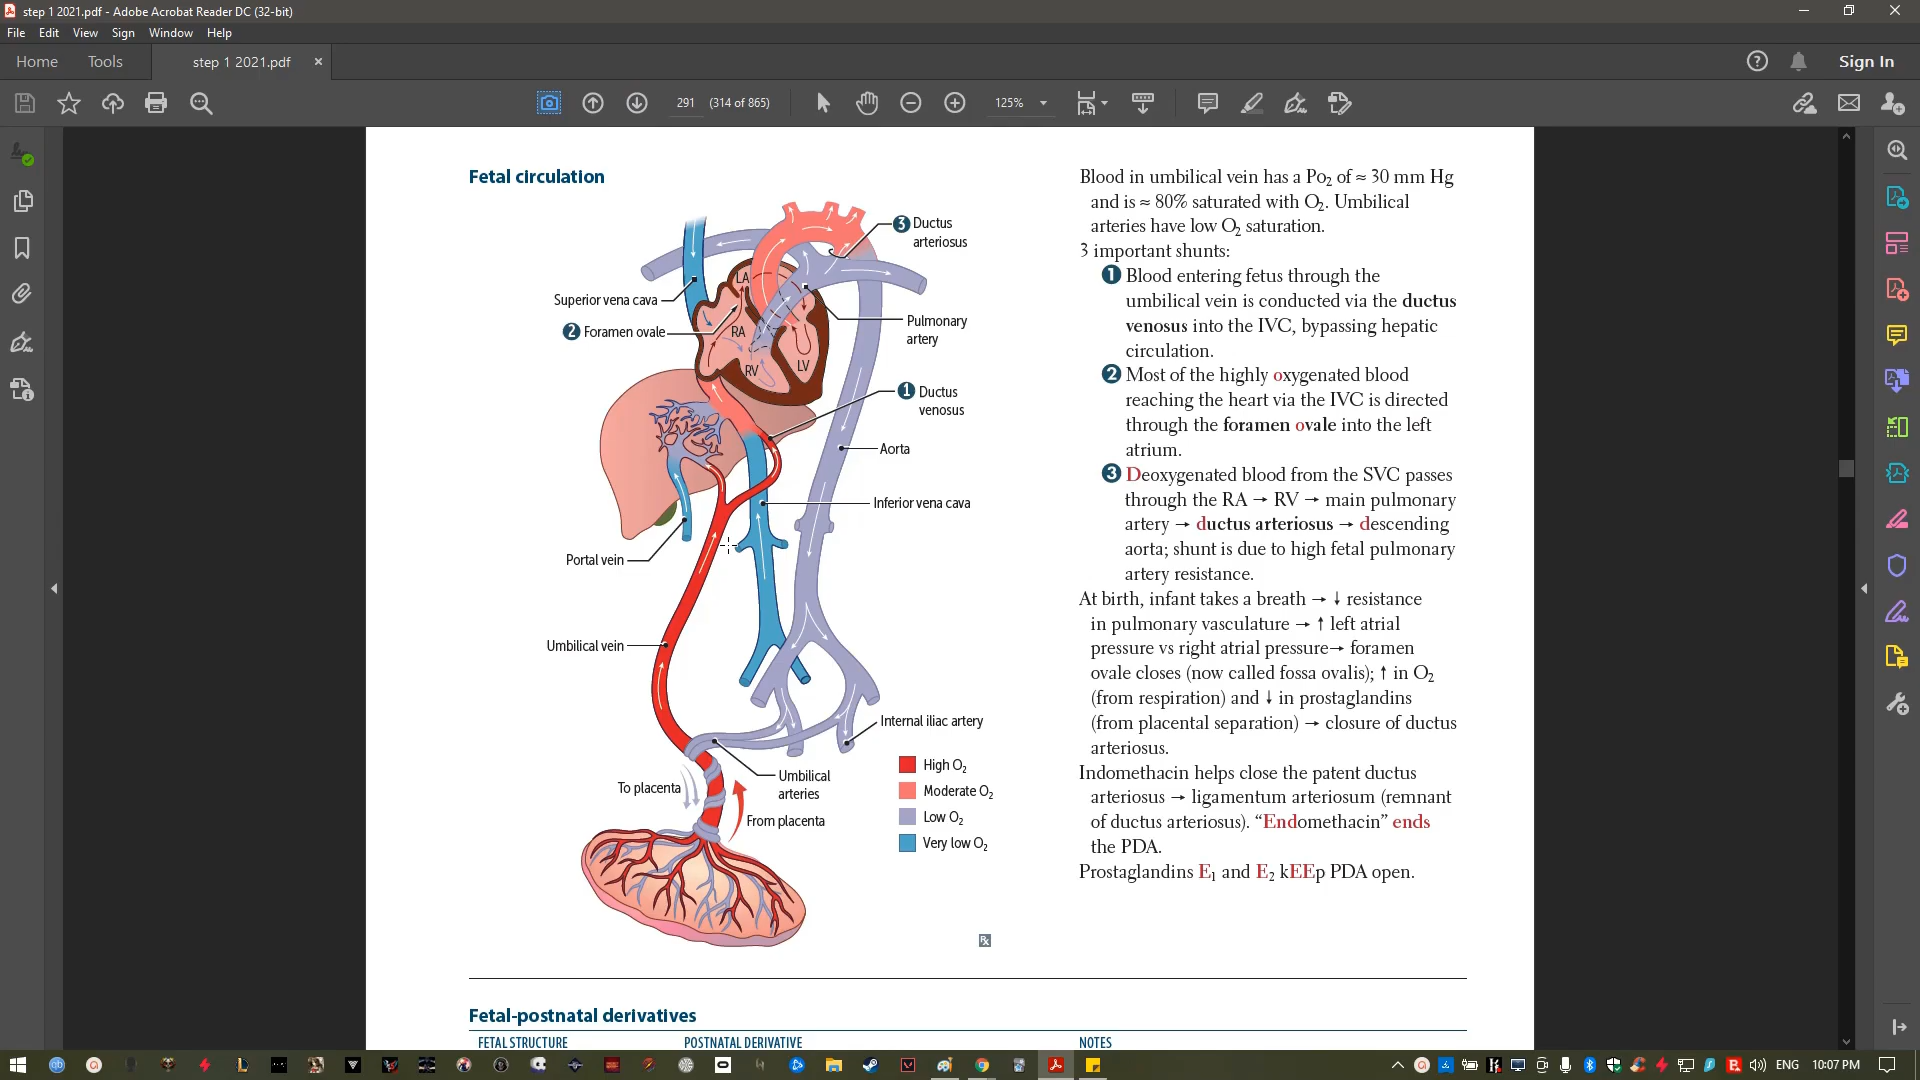 step 1 2021.pdf - Adobe Acrobat Reader DC (32-bit)
File Edit View Sign Window Help
Home Tools step 1 2021.pdf × Sign In
291 (314 of 865) 125%
Fetal circulation
3 Ductus
arteriosus
LA
Superior vena cava
2 Foramen ovale
RA
Pulmonary
artery
RV
LV
1 Ductus
venosus
Aorta
Inferior vena cava
Portal vein
Umbilical vein
Internal iliac artery
Umbilical
arteries
To placenta
From placenta
High O₂
Moderate O₂
Low O₂
Very low O₂
Blood in umbilical vein has a Po₂ of ≈ 30 mm Hg
and is ≈ 80% saturated with O₂. Umbilical
arteries have low O₂ saturation.
3 important shunts:
1 Blood entering fetus through the
umbilical vein is conducted via the ductus
venosus into the IVC, bypassing hepatic
circulation.
2 Most of the highly oxygenated blood
reaching the heart via the IVC is directed
through the foramen ovale into the left
atrium.
3 Deoxygenated blood from the SVC passes
through the RA → RV → main pulmonary
artery → ductus arteriosus → descending
aorta; shunt is due to high fetal pulmonary
artery resistance.
At birth, infant takes a breath → ↓ resistance
in pulmonary vasculature → ↑ left atrial
pressure vs right atrial pressure→ foramen
ovale closes (now called fossa ovalis); ↑ in O₂
(from respiration) and ↓ in prostaglandins
(from placental separation) → closure of ductus
arteriosus.
Indomethacin helps close the patent ductus
arteriosus → ligamentum arteriosum (remnant
of ductus arteriosus). “Endomethacin” ends
the PDA.
Prostaglandins E₁ and E₂ kEEp PDA open.
Rx
Fetal-postnatal derivatives
FETAL STRUCTURE POSTNATAL DERIVATIVE NOTES
ENG 10:07 PM